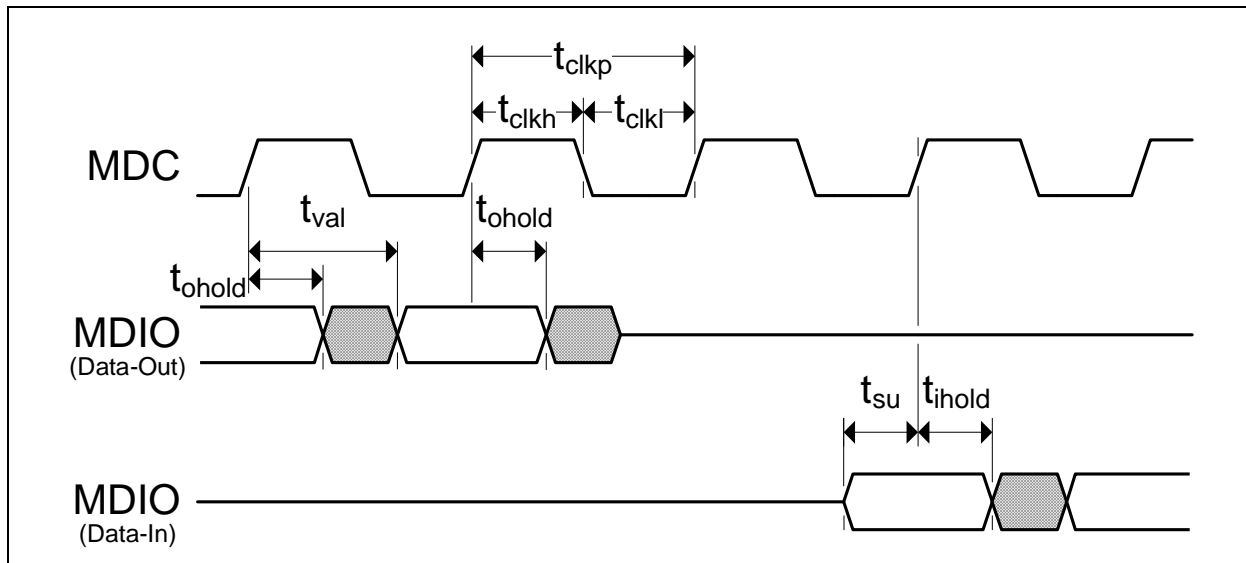 tclkp
tclkh tclkl
MDC
tval tohold
tohold
MDIO
(Data-Out)
tsu tihold
MDIO
(Data-In)